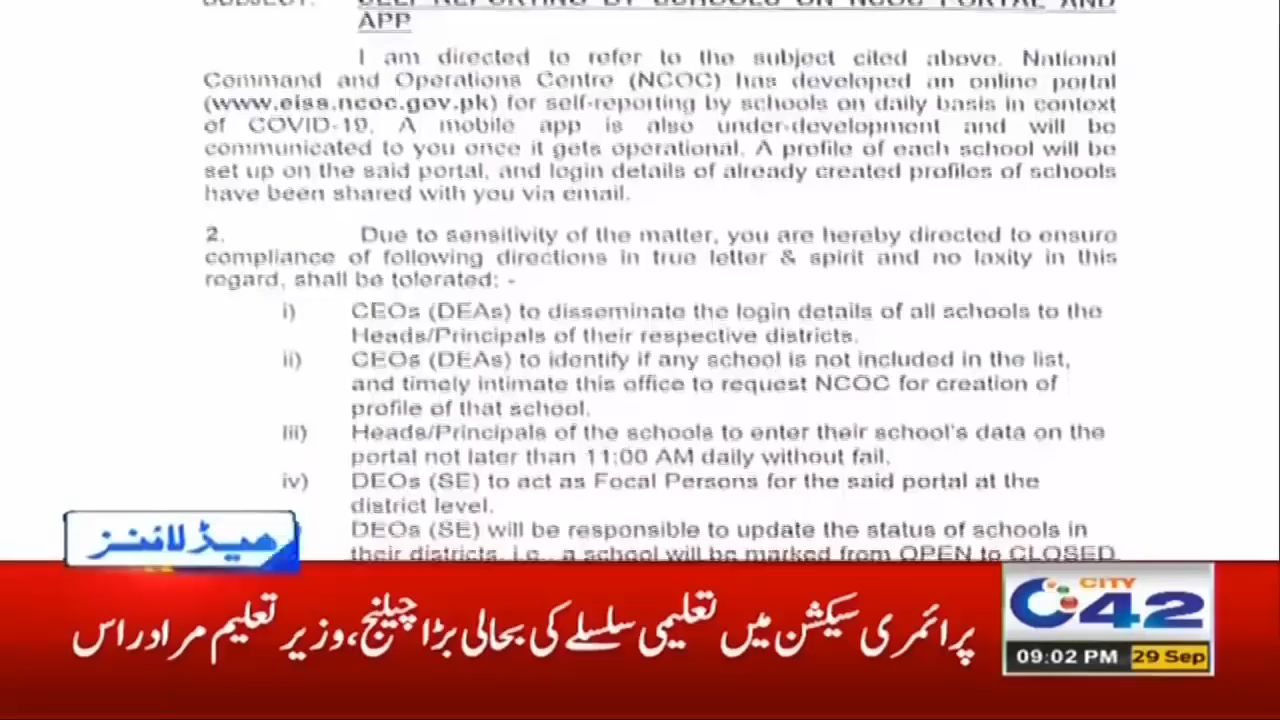 SUBJECT: SELF REPORTING BY SCHOOLS ON NCOC PORTAL AND
APP
I am directed to refer to the subject cited above. National
Command and Operations Centre (NCOC) has developed an online portal
(www.eiss.ncoc.gov.pk) for self-reporting by schools on daily basis in context
of COVID-19. A mobile app is also under-development and will be
communicated to you once it gets operational. A profile of each school will be
set up on the said portal, and login details of already created profiles of schools
have been shared with you via email.
2. Due to sensitivity of the matter, you are hereby directed to ensure
compliance of following directions in true letter & spirit and no laxity in this
regard, shall be tolerated: -
i) CEOs (DEAs) to disseminate the login details of all schools to the
Heads/Principals of their respective districts.
ii) CEOs (DEAs) to identify if any school is not included in the list,
and timely intimate this office to request NCOC for creation of
profile of that school.
iii) Heads/Principals of the schools to enter their school's data on the
portal not later than 11:00 AM daily without fail.
iv) DEOs (SE) to act as Focal Persons for the said portal at the
district level.
DEOs (SE) will be responsible to update the status of schools in
their districts, i.e., a school will be marked from OPEN to CLOSED
ہیڈلائنز
پرائمری سیکشن میں تعلیمی سلسلے کی بحالی بڑا چیلنج، وزیر تعلیم مراد راس
CITY
42
09:02 PM 29 Sep